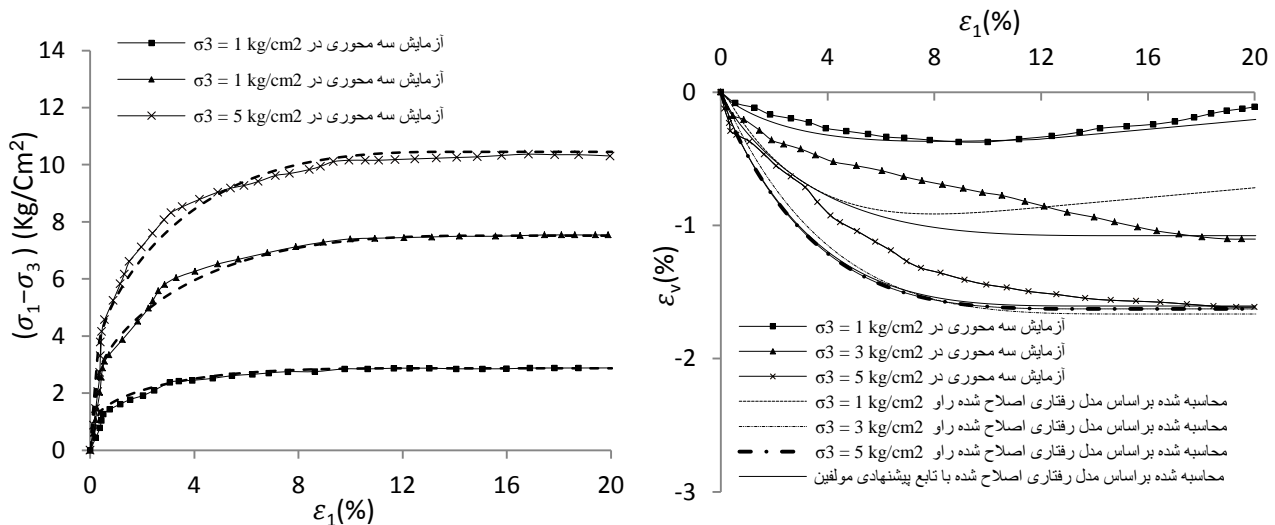 آزمایش سه محوری در σ3 = 1 kg/cm2
آزمایش سه محوری در σ3 = 1 kg/cm2
آزمایش سه محوری در σ3 = 5 kg/cm2
14
12
10
8
6
4
2
0
(σ₁−σ₃) (Kg/Cm²)
0 4 8 12 16 20
ε₁(%)
ε₁(%)
0 4 8 12 16 20
0
-1
-2
-3
εᵥ(%)
آزمایش سه محوری در σ3 = 1 kg/cm2
آزمایش سه محوری در σ3 = 3 kg/cm2
آزمایش سه محوری در σ3 = 5 kg/cm2
محاسبه شده براساس مدل رفتاری اصلاح شده راو σ3 = 1 kg/cm2
محاسبه شده براساس مدل رفتاری اصلاح شده راو σ3 = 3 kg/cm2
محاسبه شده براساس مدل رفتاری اصلاح شده راو σ3 = 5 kg/cm2
محاسبه شده براساس مدل رفتاری اصلاح شده با تابع پیشنهادی مولفین